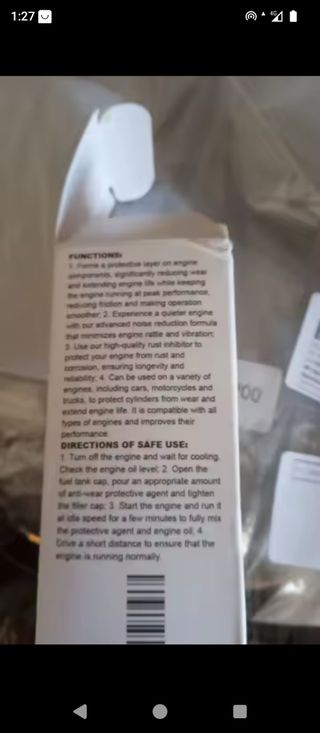 1:27
4G
FUNCTIONS:
1. Forms a protective layer on engine
components, significantly reducing wear
and extending engine life while keeping
the engine running at peak performance,
reducing friction and making operation
smoother; 2. Experience a quieter engine
with our advanced noise reduction formula
that minimizes engine rattle and vibration;
3. Use our high-quality rust inhibitor to
protect your engine from rust and
corrosion, ensuring longevity and
reliability; 4. Can be used on a variety of
engines, including cars, motorcycles and
trucks, to protect cylinders from wear and
extend engine life. It is compatible with all
types of engines and improves their
performance.
DIRECTIONS OF SAFE USE:
1. Turn off the engine and wait for cooling.
Check the engine oil level; 2. Open the
fuel tank cap, pour an appropriate amount
of anti-wear protective agent and tighten
the filler cap; 3. Start the engine and run it
at idle speed for a few minutes to fully mix
the protective agent and engine oil; 4.
Drive a short distance to ensure that the
engine is running normally.